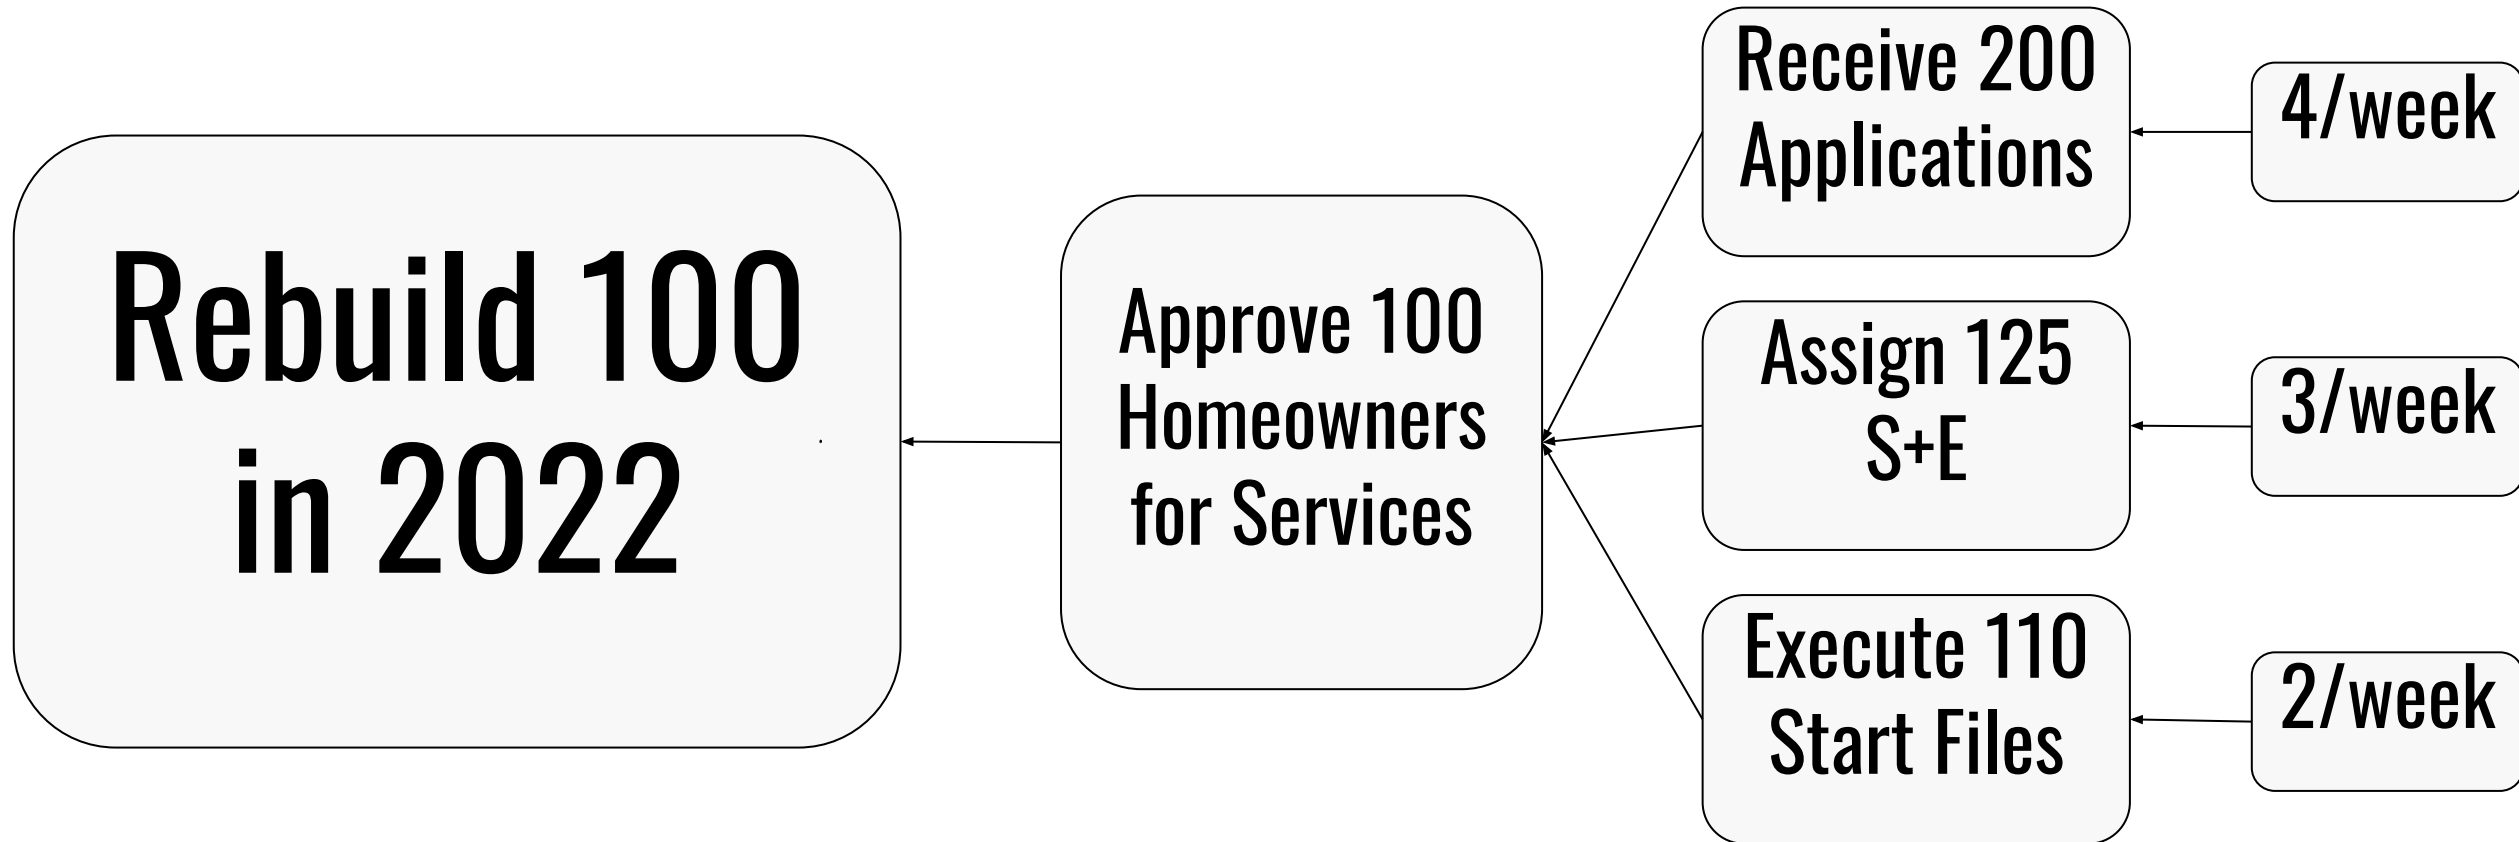 Rebuild 100
in 2022
Approve 100
Homeowners
for Services
Receive 200
Applications
4/week
Assign 125
S+E
3/week
Execute 110
Start Files
2/week